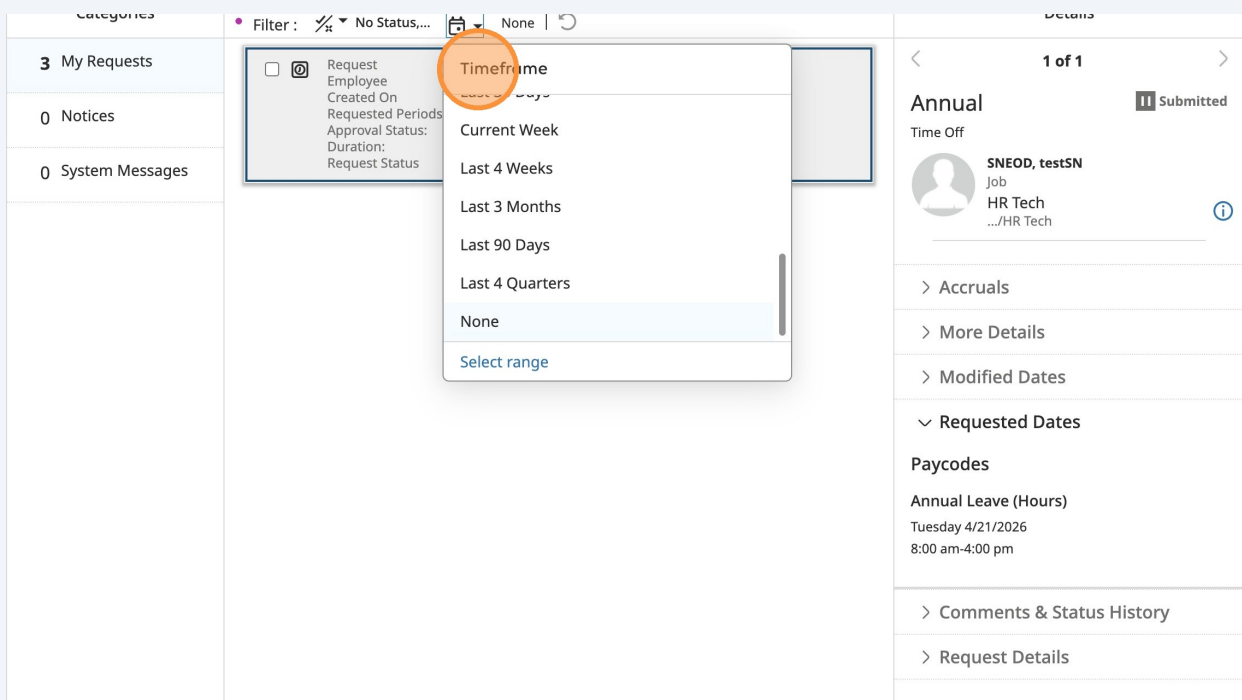 Categories
3 My Requests
0 Notices
0 System Messages
Filter : No Status,... None
Request
Employee
Created On
Requested Periods
Approval Status:
Duration:
Request Status
Timeframe
Days
Current Week
Last 4 Weeks
Last 3 Months
Last 90 Days
Last 4 Quarters
None
Select range
Details
1 of 1
Annual
Submitted
Time Off
SNEOD, testSN
Job
HR Tech
.../HR Tech
Accruals
More Details
Modified Dates
Requested Dates
Paycodes
Annual Leave (Hours)
Tuesday 4/21/2026
8:00 am-4:00 pm
Comments & Status History
Request Details